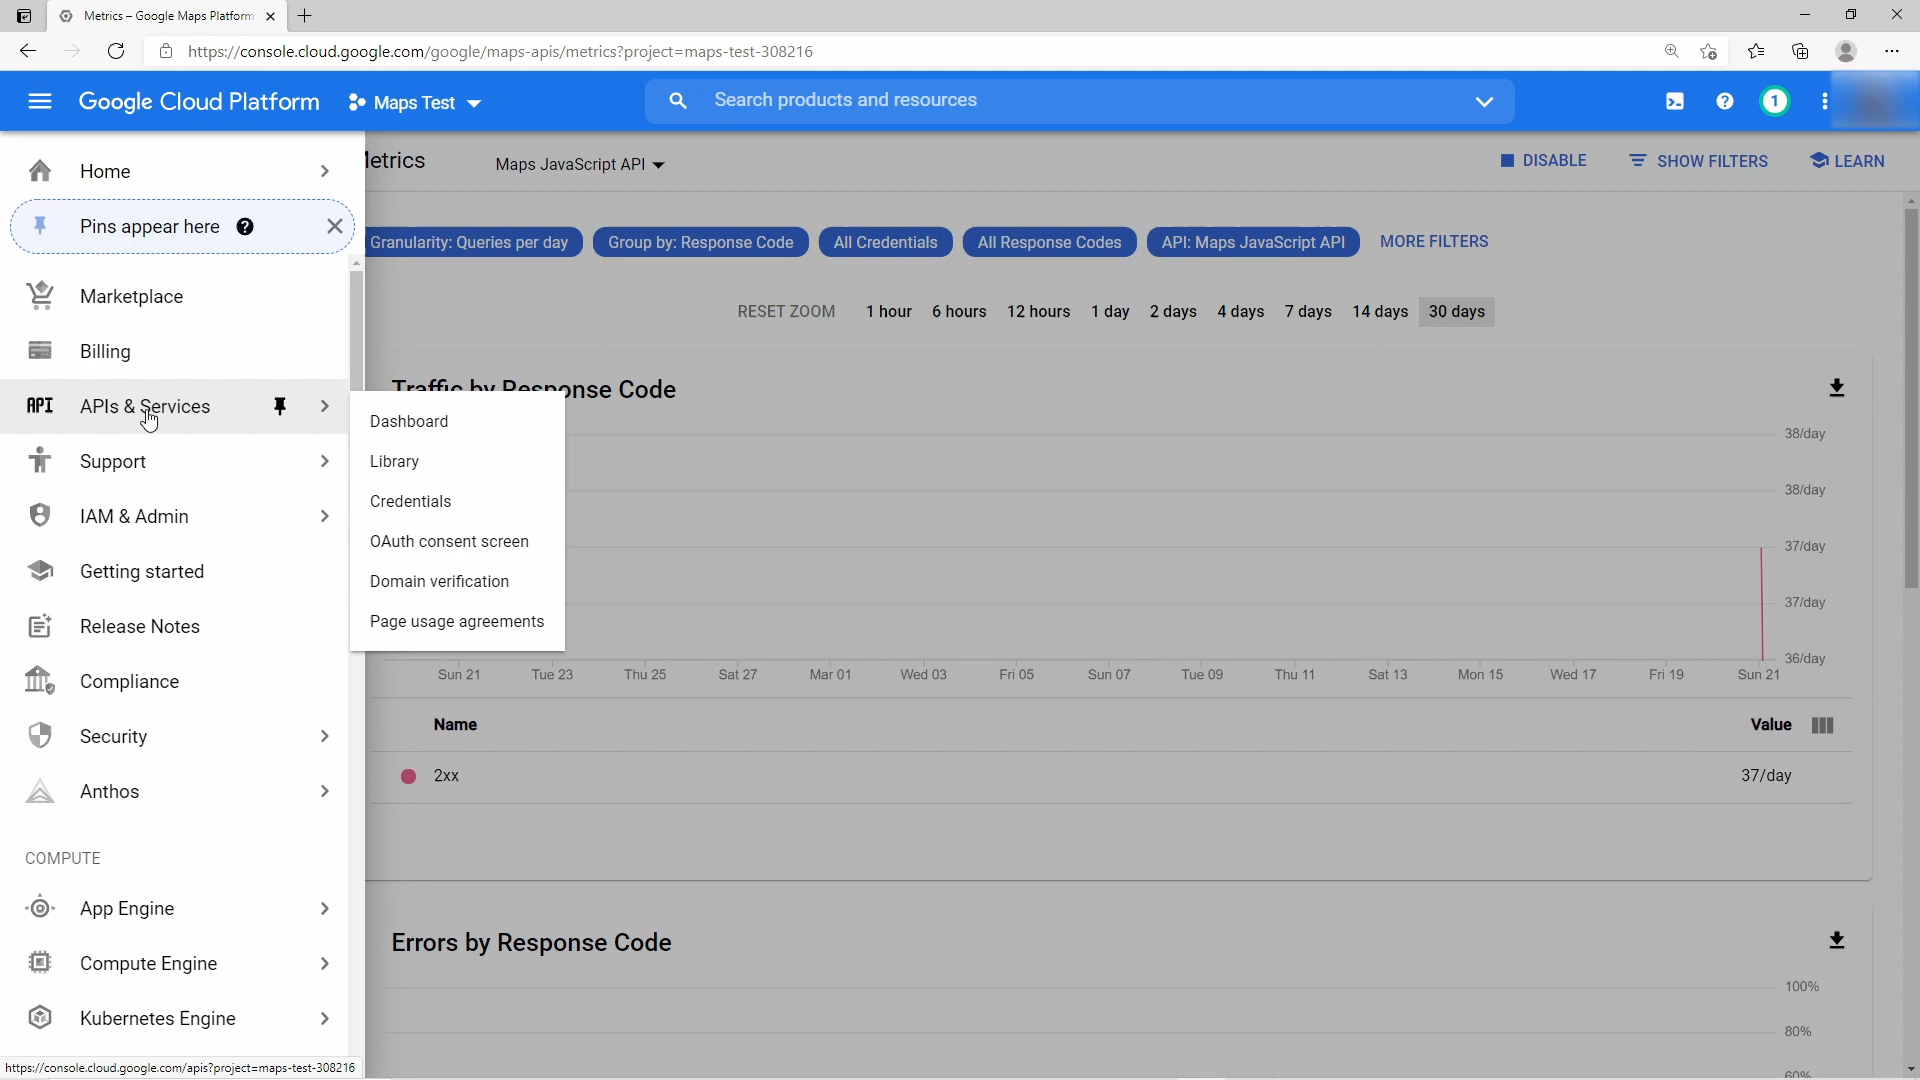 Metrics – Google Maps Platform
https://console.cloud.google.com/google/maps-apis/metrics?project=maps-test-308216
Google Cloud Platform
Maps Test
Search products and resources
1
Home
Pins appear here
Marketplace
Billing
API APIs & Services
Support
IAM & Admin
Getting started
Release Notes
Compliance
Security
Anthos
COMPUTE
App Engine
Compute Engine
Kubernetes Engine
https://console.cloud.google.com/apis?project=maps-test-308216
Dashboard
Library
Credentials
OAuth consent screen
Domain verification
Page usage agreements
etrics
Maps JavaScript API
DISABLE
SHOW FILTERS
LEARN
Granularity: Queries per day
Group by: Response Code
All Credentials
All Response Codes
API: Maps JavaScript API
MORE FILTERS
RESET ZOOM 1 hour 6 hours 12 hours 1 day 2 days 4 days 7 days 14 days 30 days
Traffic by Response Code
38/day
38/day
37/day
37/day
36/day
Sun 21 Tue 23 Thu 25 Sat 27 Mar 01 Wed 03 Fri 05 Sun 07 Tue 09 Thu 11 Sat 13 Mon 15 Wed 17 Fri 19 Sun 21
Name Value
2xx 37/day
Errors by Response Code
100%
80%
60%